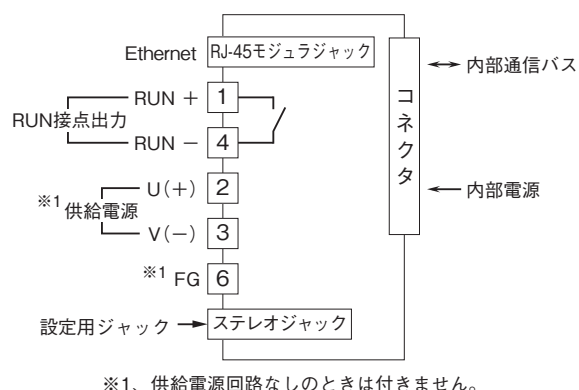 Ethernet RJ-45モジュラジャック
内部通信バス
RUN + 1
RUN接点出力
RUN − 4
コネクタ
※1 供給電源
U(+) 2
V(−) 3
内部電源
※1 FG 6
設定用ジャック ステレオジャック
※1、供給電源回路なしのときは付きません。